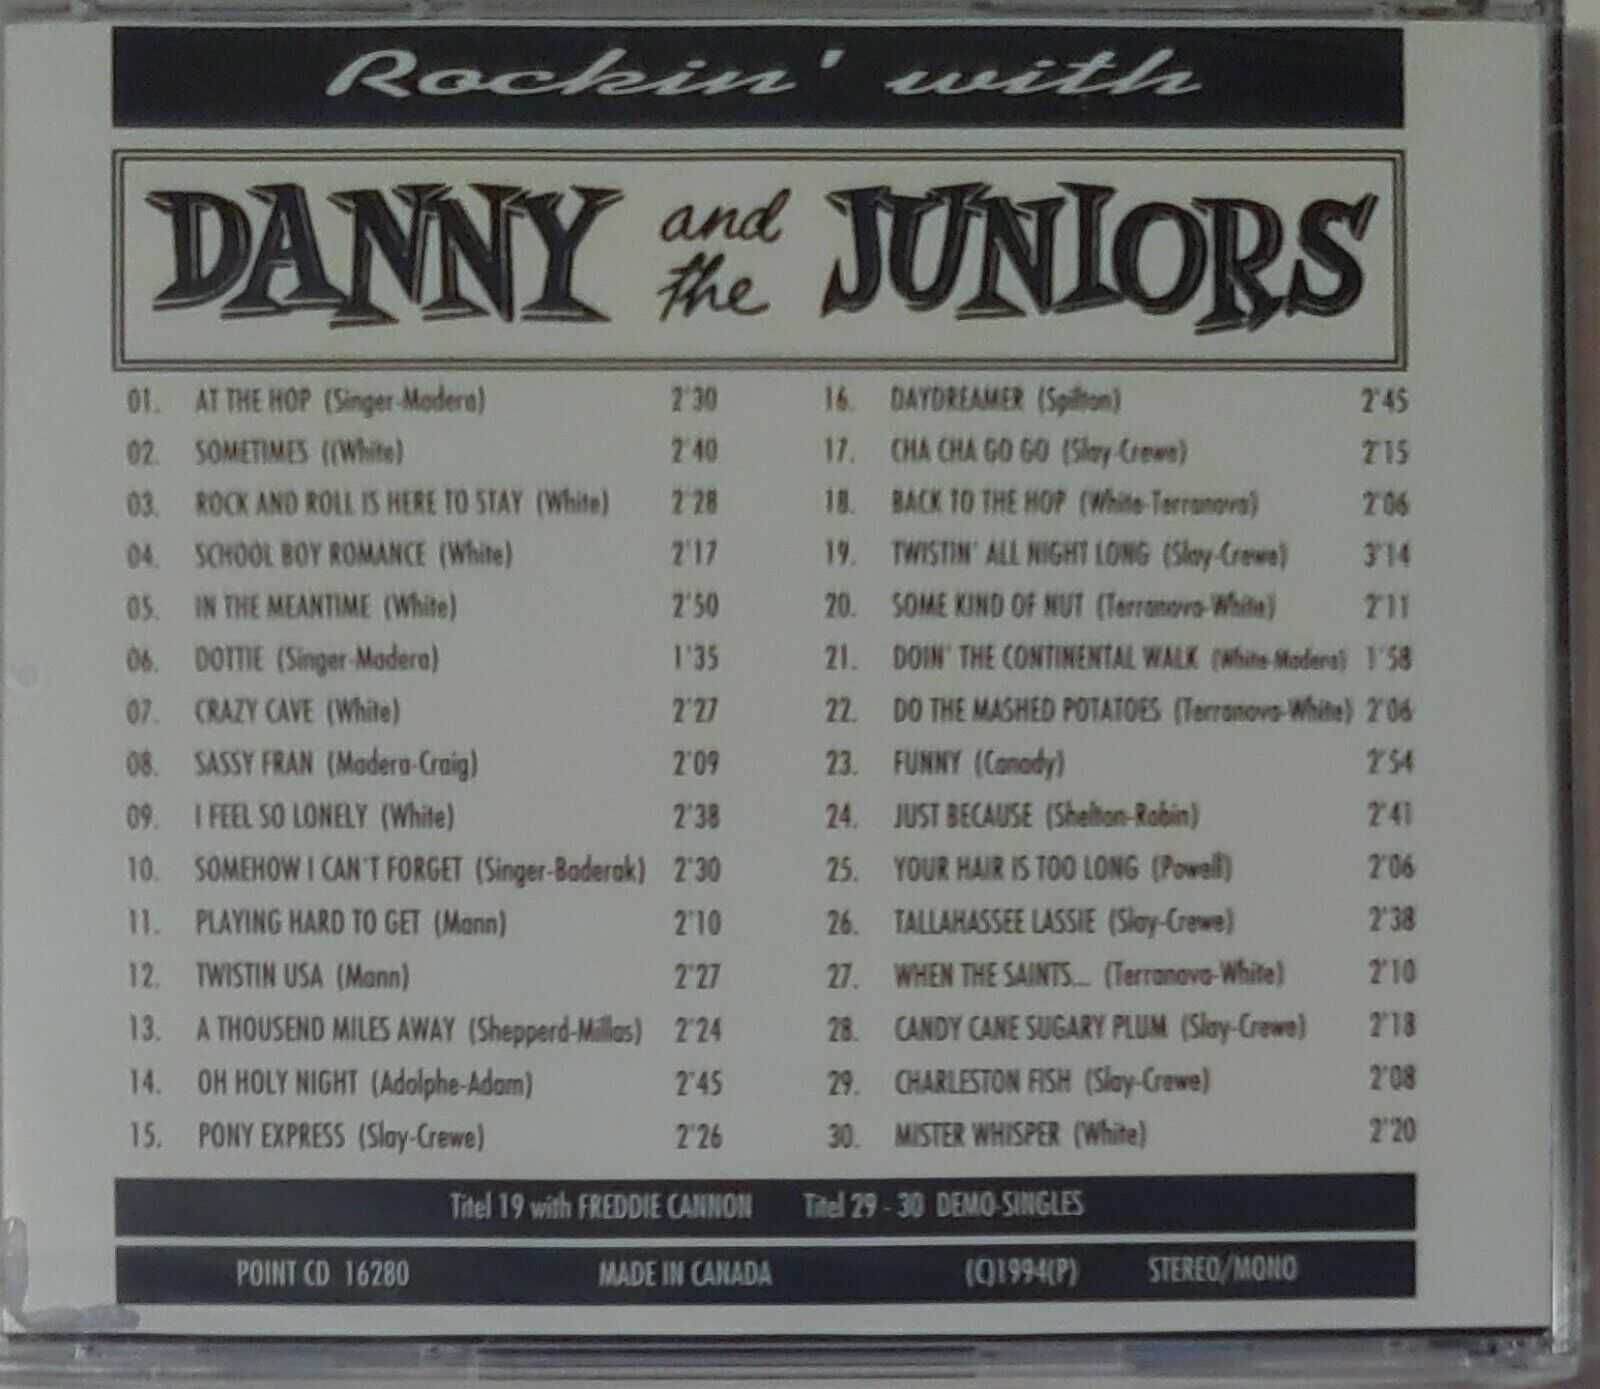 Rockin' with
DANNY and the JUNIORS
01. AT THE HOP (Singer-Madera) 2'30
02. SOMETIMES ((White) 2'40
03. ROCK AND ROLL IS HERE TO STAY (White) 2'28
04. SCHOOL BOY ROMANCE (White) 2'17
05. IN THE MEANTIME (White) 2'50
06. DOTTIE (Singer-Madera) 1'35
07. CRAZY CAVE (White) 2'27
08. SASSY FRAN (Madera-Craig) 2'09
09. I FEEL SO LONELY (White) 2'38
10. SOMEHOW I CAN'T FORGET (Singer-Baderak) 2'30
11. PLAYING HARD TO GET (Mann) 2'10
12. TWISTIN USA (Mann) 2'27
13. A THOUSEND MILES AWAY (Shepperd-Millas) 2'24
14. OH HOLY NIGHT (Adolphe-Adam) 2'45
15. PONY EXPRESS (Slay-Crewe) 2'26
16. DAYDREAMER (Spilton) 2'45
17. CHA CHA GO GO (Slay-Crewe) 2'15
18. BACK TO THE HOP (White-Terranova) 2'06
19. TWISTIN' ALL NIGHT LONG (Slay-Crewe) 3'14
20. SOME KIND OF NUT (Terranova-White) 2'11
21. DOIN' THE CONTINENTAL WALK (White-Madera) 1'58
22. DO THE MASHED POTATOES (Terranova-White) 2'06
23. FUNNY (Canady) 2'54
24. JUST BECAUSE (Shelton-Robin) 2'41
25. YOUR HAIR IS TOO LONG (Powell) 2'06
26. TALLAHASSEE LASSIE (Slay-Crewe) 2'38
27. WHEN THE SAINTS... (Terranova-White) 2'10
28. CANDY CANE SUGARY PLUM (Slay-Crewe) 2'18
29. CHARLESTON FISH (Slay-Crewe) 2'08
30. MISTER WHISPER (White) 2'20
Titel 19 with FREDDIE CANNON Titel 29 - 30 DEMO-SINGLES
POINT CD 16280 MADE IN CANADA (C)1994(P) STEREO/MONO